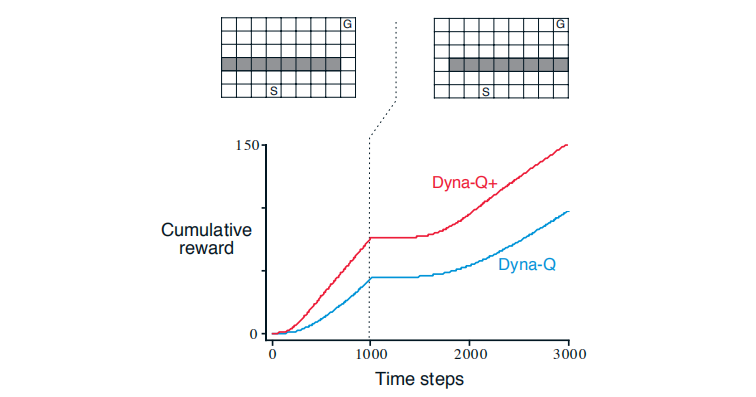 G
G
S
S
150
Dyna-Q+
Cumulative
reward
Dyna-Q
0
0
1000
2000
3000
Time steps